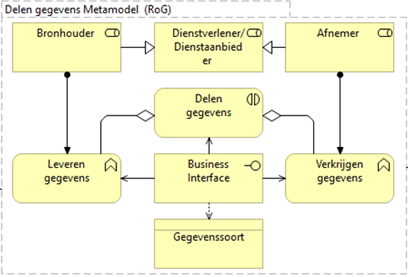 Delen gegevens Metamodel (RoG)
Bronhouder
Dienstverlener/
Dienstaanbied
er
Afnemer
Delen
gegevens
Leveren
gegevens
Business
Interface
Verkrijgen
gegevens
Gegevenssoort